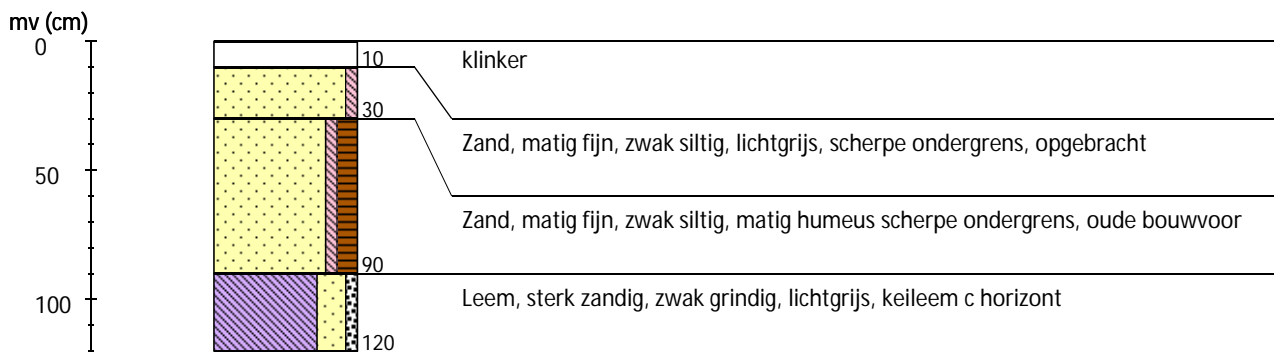 mv (cm)
0
10 klinker
30
Zand, matig fijn, zwak siltig, lichtgrijs, scherpe ondergrens, opgebracht
50
Zand, matig fijn, zwak siltig, matig humeus scherpe ondergrens, oude bouwvoor
90
100
Leem, sterk zandig, zwak grindig, lichtgrijs, keileem c horizont
120